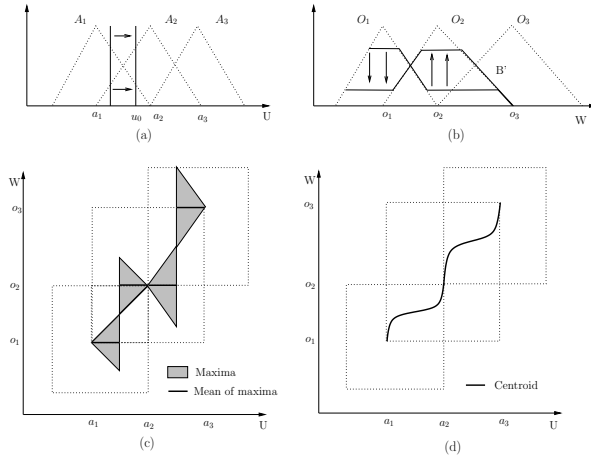 A₁ A₂ A₃
a₁ u₀ a₂ a₃ U
(a)
O₁ O₂ O₃
B'
o₁ o₂ o₃ W
(b)
W
o₃
o₂
o₁
Maxima
Mean of maxima
a₁ a₂ a₃ U
(c)
W
o₃
o₂
o₁
Centroid
a₁ a₂ a₃ U
(d)